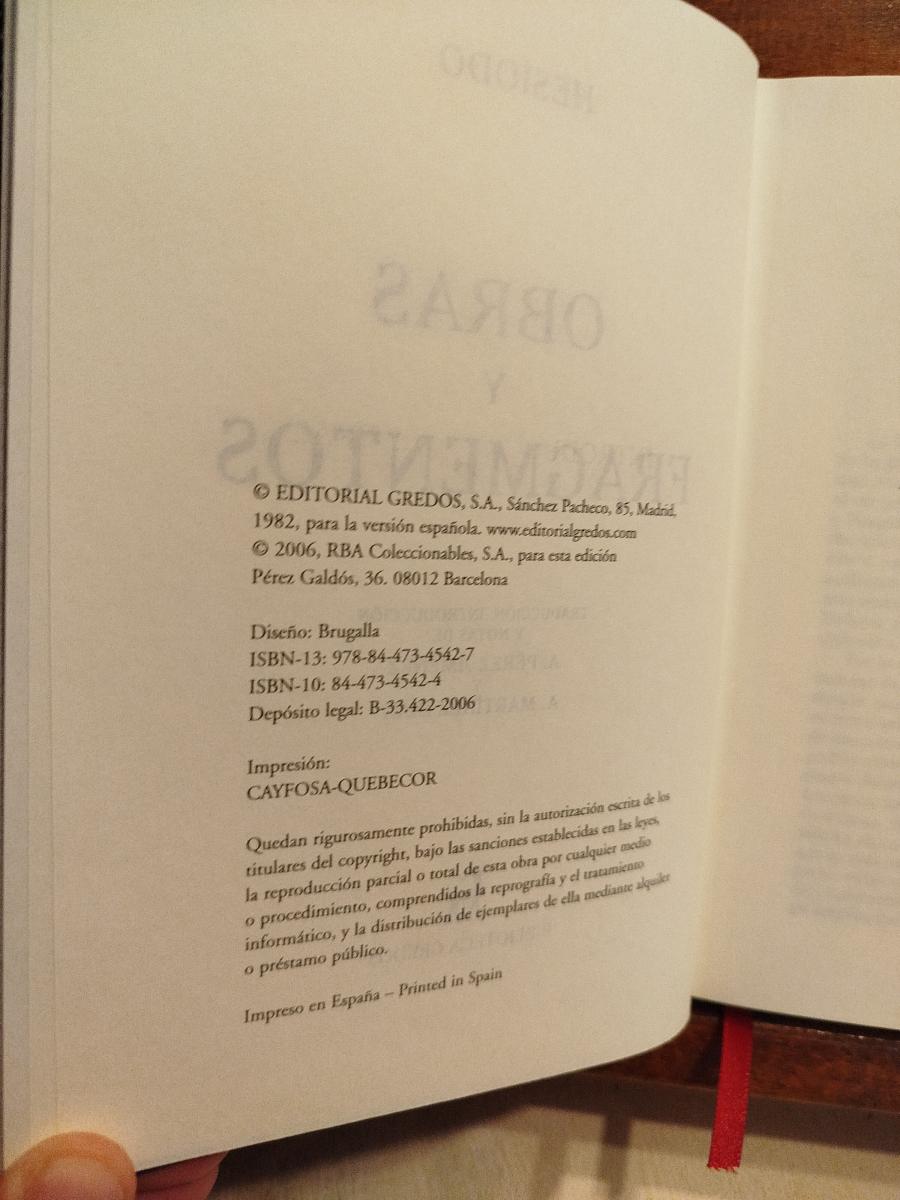 HESIODO
OBRAS
Y
FRAGMENTOS
© EDITORIAL GREDOS, S.A., Sánchez Pacheco, 85, Madrid,
1982, para la versión española. www.editorialgredos.com
© 2006, RBA Coleccionables, S.A., para esta edición
Pérez Galdós, 36. 08012 Barcelona
Diseño: Brugalla
ISBN-13: 978-84-473-4542-7
ISBN-10: 84-473-4542-4
Depósito legal: B-33.422-2006
Impresión:
CAYFOSA-QUEBECOR
Quedan rigurosamente prohibidas, sin la autorización escrita de los
titulares del copyright, bajo las sanciones establecidas en las leyes,
la reproducción parcial o total de esta obra por cualquier medio
o procedimiento, comprendidos la reprografía y el tratamiento
informático, y la distribución de ejemplares de ella mediante alquiler
o préstamo público.
Impreso en España – Printed in Spain